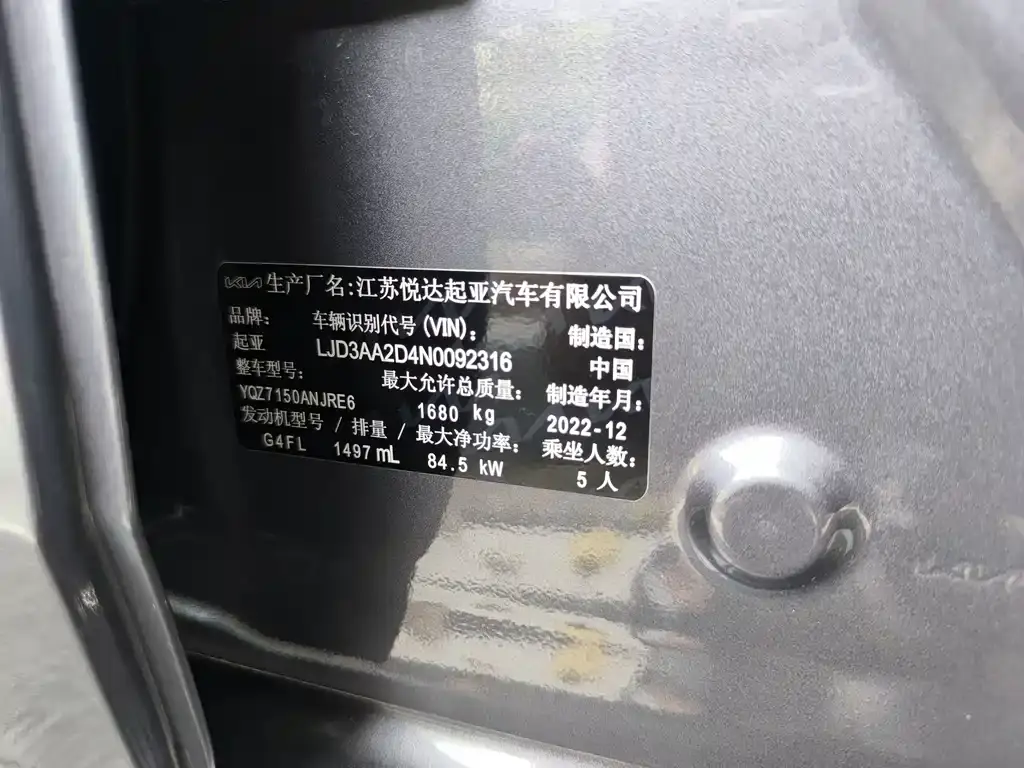 KIA 生产厂名:江苏悦达起亚汽车有限公司
品牌: 车辆识别代号(VIN): 制造国:
起亚 LJD3AA2D4N0092316 中国
整车型号: 最大允许总质量: 制造年月:
YQZ7150ANJRE6 1680 kg 2022-12
发动机型号 / 排量 / 最大净功率: 乘坐人数:
G4FL 1497 mL 84.5 kW 5 人